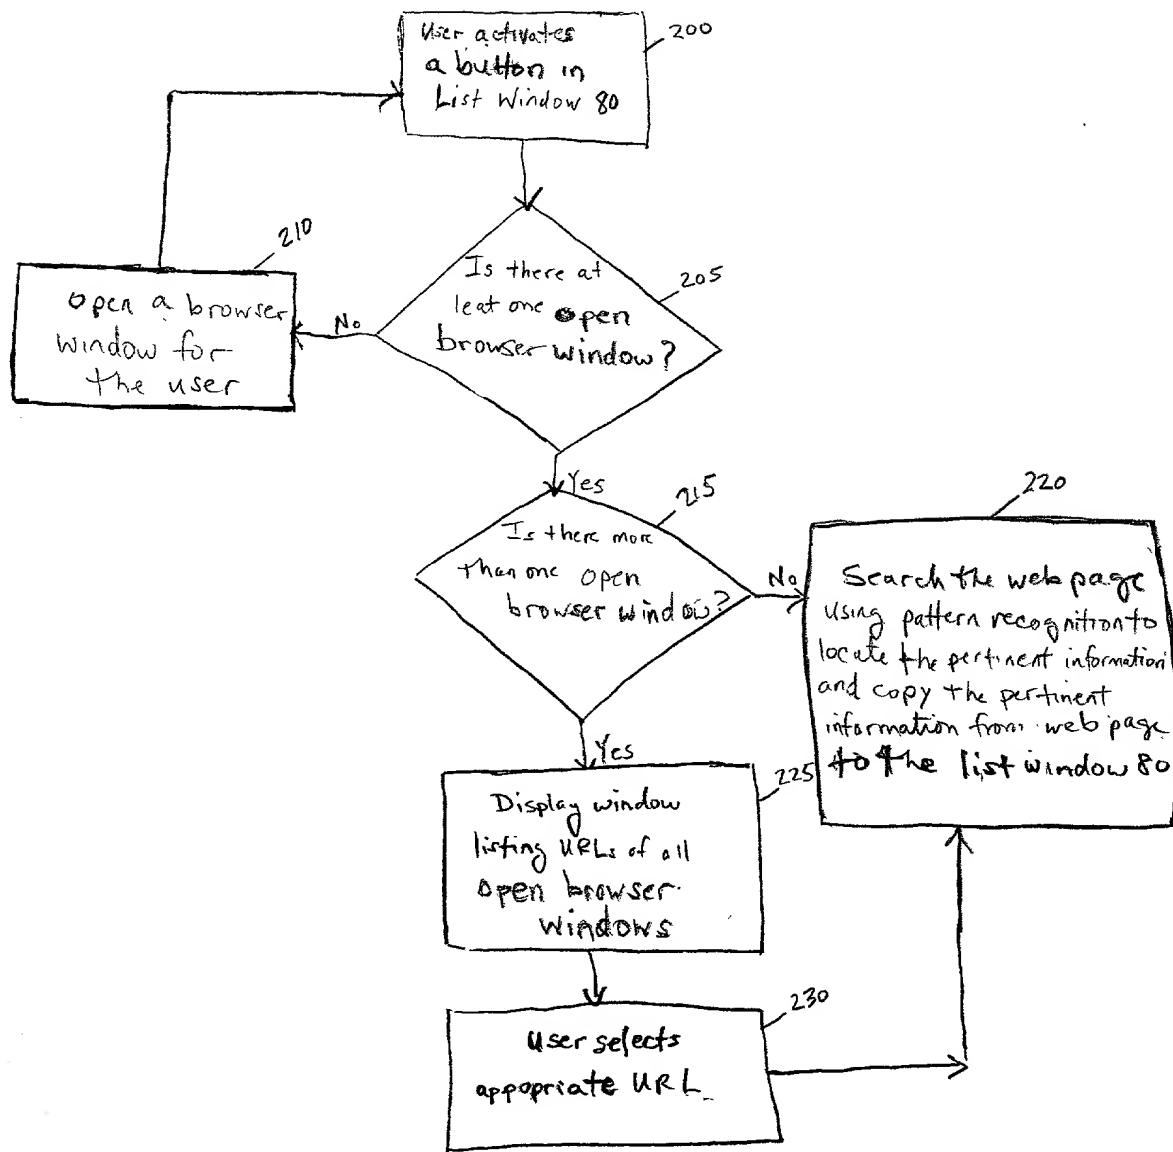 User activates
a button in
List Window 80
200
210
open a browser
window for
the user
No
Is there at
leat one open
browser window?
205
Yes
215
Is there more
than one open
browser window?
No
220
Search the web page
using pattern recognition to
locate the pertinent information
and copy the pertinent
information from web page
to the list window 80
Yes
225
Display window
listing URLs of all
open browser
windows
230
User selects
appopriate URL